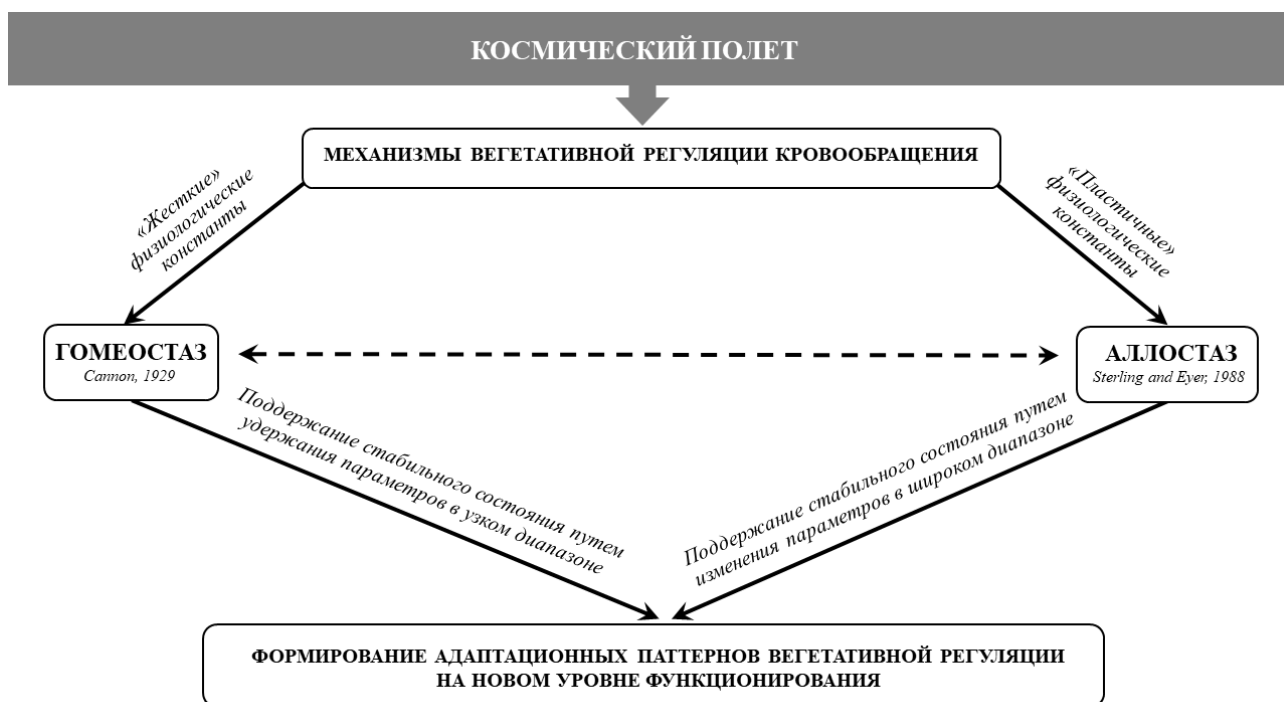 КОСМИЧЕСКИЙ ПОЛЕТ
МЕХАНИЗМЫ ВЕГЕТАТИВНОЙ РЕГУЛЯЦИИ КРОВООБРАЩЕНИЯ
«Жесткие»
физиологические
константы
«Пластичные»
физиологические
константы
ГОМЕОСТАЗ
Cannon, 1929
АЛЛОСТАЗ
Sterling and Eyer, 1988
Поддержание стабильного состояния путем
удержания параметров в узком диапазоне
Поддержание стабильного состояния путем
изменения параметров в широком диапазоне
ФОРМИРОВАНИЕ АДАПТАЦИОННЫХ ПАТТЕРНОВ ВЕГЕТАТИВНОЙ РЕГУЛЯЦИИ
НА НОВОМ УРОВНЕ ФУНКЦИОНИРОВАНИЯ